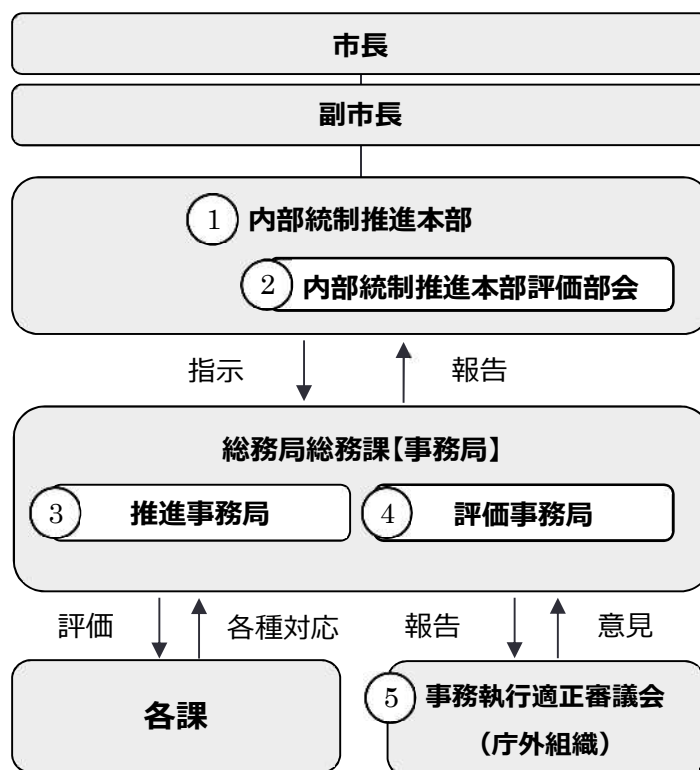 市長
副市長
1 内部統制推進本部
2 内部統制推進本部評価部会
指示
報告
総務局総務課【事務局】
3 推進事務局
4 評価事務局
評価
各種対応
報告
意見
各課
5 事務執行適正審議会
（庁外組織）